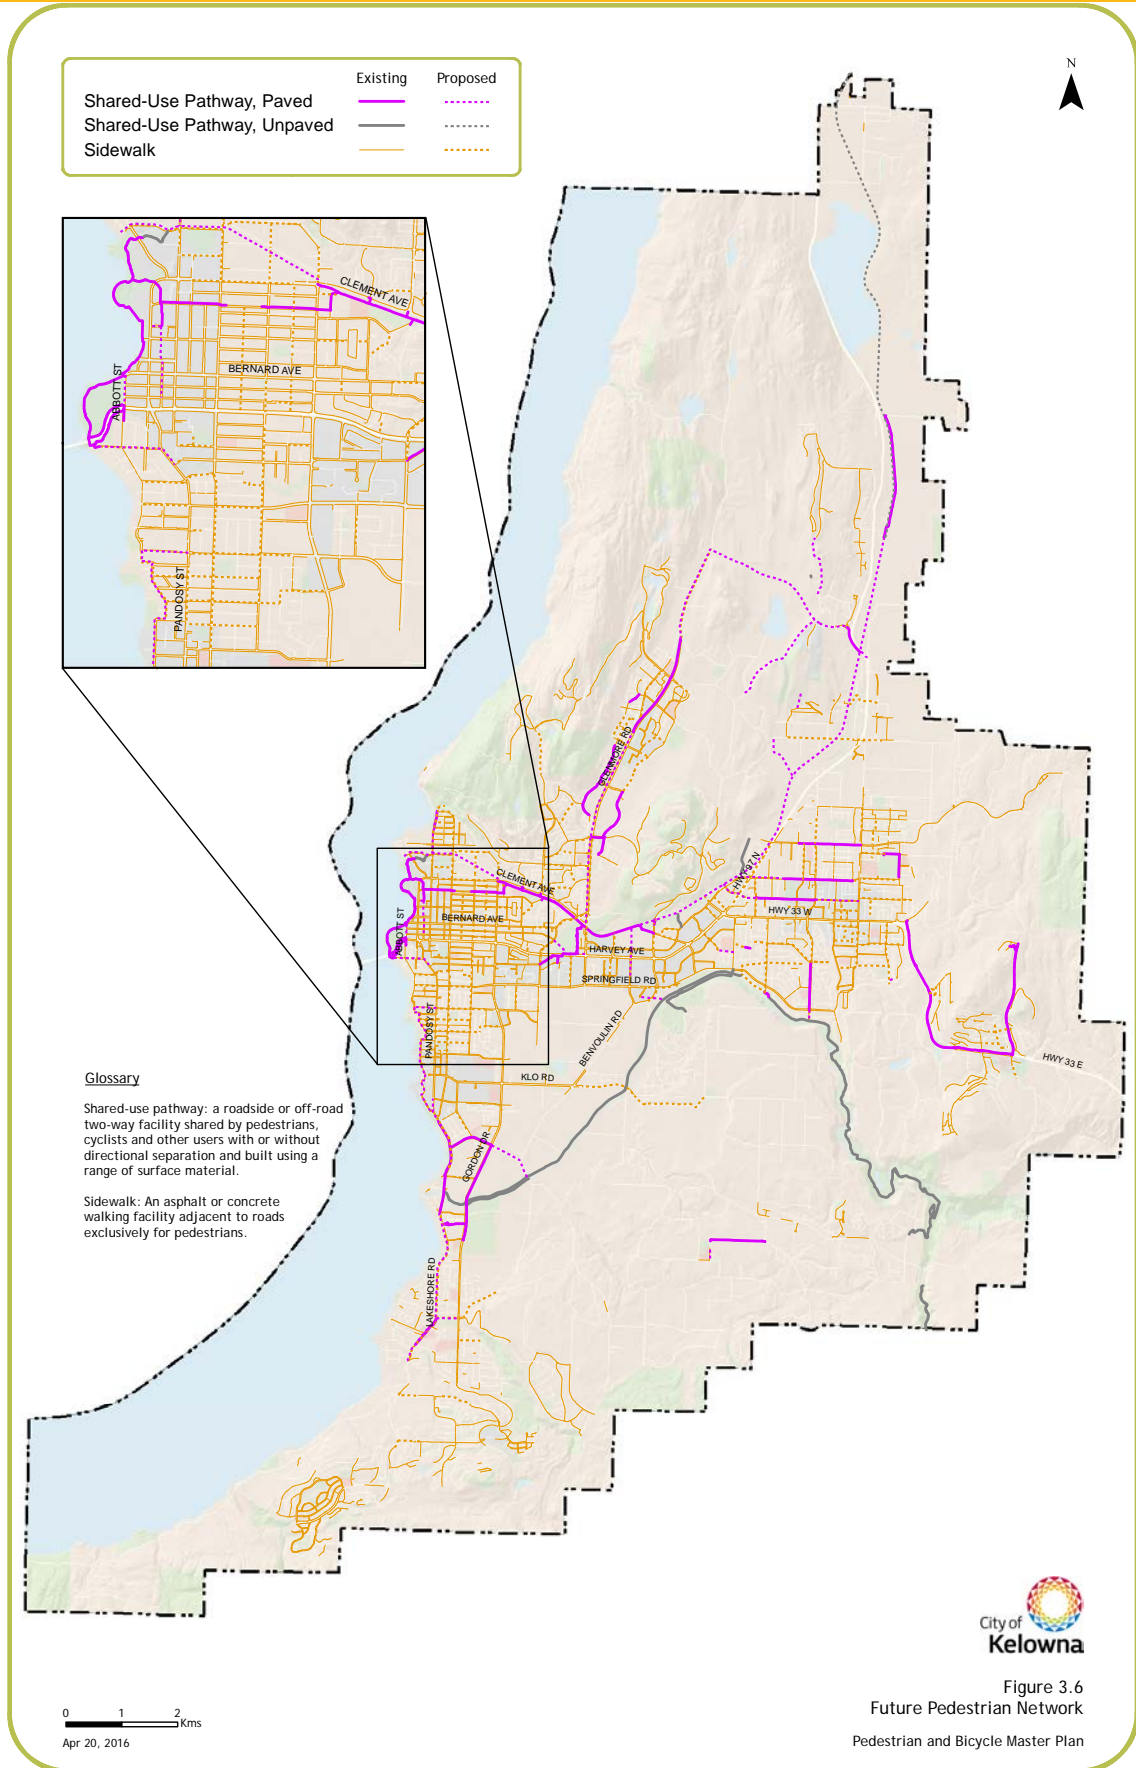 Existing Proposed
Shared-Use Pathway, Paved
Shared-Use Pathway, Unpaved
Sidewalk
N
CLEMENT AVE
BERNARD AVE
ABBOTT ST
PANDOSY ST
GLENMORE RD
HWY 97 N
CLEMENT AVE
BERNARD AVE
ABBOTT ST
HWY 33 W
HARVEY AVE
SPRINGFIELD RD
PANDOSY ST
BENVOULIN RD
KLO RD
HWY 33 E
GORDON DR
LAKESHORE RD
Glossary
Shared-use pathway: a roadside or off-road
two-way facility shared by pedestrians,
cyclists and other users with or without
directional separation and built using a
range of surface material.
Sidewalk: An asphalt or concrete
walking facility adjacent to roads
exclusively for pedestrians.
City of
Kelowna
Figure 3.6
Future Pedestrian Network
Pedestrian and Bicycle Master Plan
0 1 2
Kms
Apr 20, 2016